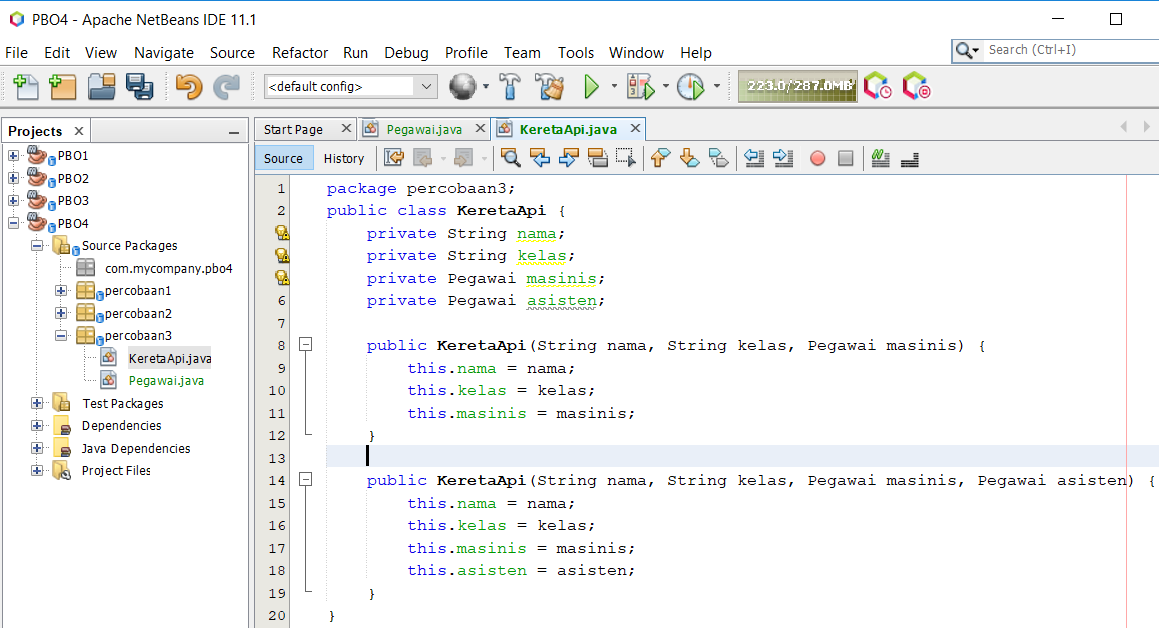 PBO4 - Apache NetBeans IDE 11.1
File Edit View Navigate Source Refactor Run Debug Profile Team Tools Window Help
Search (Ctrl+I)
<default config>
223.0/287.0MB
Projects
PBO1
PBO2
PBO3
PBO4
Source Packages
com.mycompany.pbo4
percobaan1
percobaan2
percobaan3
KeretaApi.java
Pegawai.java
Test Packages
Dependencies
Java Dependencies
Project Files
Start Page Pegawai.java KeretaApi.java
Source History
1 package percobaan3;
2 public class KeretaApi {
private String nama;
private String kelas;
private Pegawai masinis;
6 private Pegawai asisten;
7
8 public KeretaApi(String nama, String kelas, Pegawai masinis) {
9 this.nama = nama;
10 this.kelas = kelas;
11 this.masinis = masinis;
12 }
13
14 public KeretaApi(String nama, String kelas, Pegawai masinis, Pegawai asisten) {
15 this.nama = nama;
16 this.kelas = kelas;
17 this.masinis = masinis;
18 this.asisten = asisten;
19 }
20 }